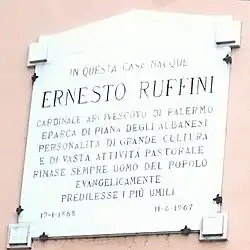 IN QUESTA CASA NACQUE
ERNESTO RUFFINI
CARDINALE ARCIVESCOVO DI PALERMO
EPARCA DI PIANA DEGLI ALBANESI
PERSONALITÀ DI GRANDE CULTURA
E DI VASTA ATTIVITÀ PASTORALE
RIMASE SEMPRE UOMO DEL POPOLO
EVANGELICAMENTE
PREDILESSE I PIÙ UMILI
19-1-1888 11-6-1967